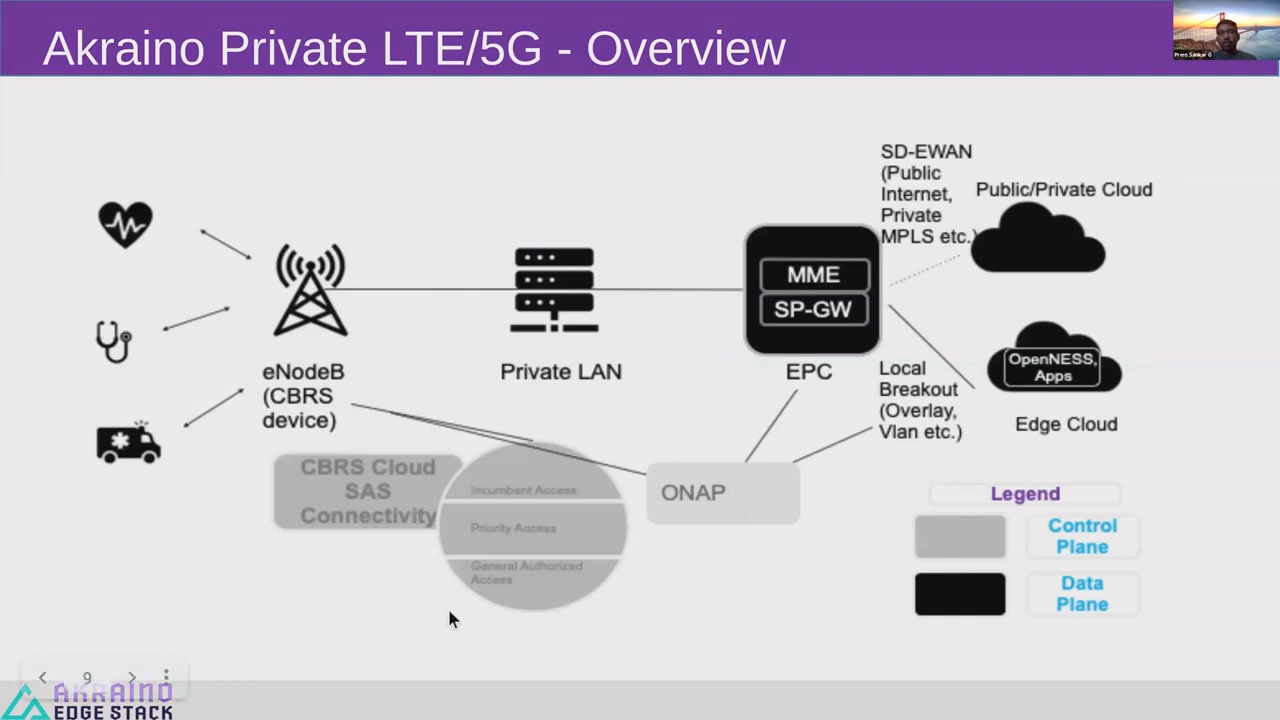 Akraino Private LTE/5G - Overview
Prem Sankar G
SD-EWAN
(Public
Internet,
Private
MPLS etc.)
Public/Private Cloud
MME
SP-GW
OpenNESS,
Apps
eNodeB
(CBRS
device)
Private LAN
EPC
Local
Breakout
(Overlay,
Vlan etc.)
Edge Cloud
CBRS Cloud
SAS
Connectivity
Incumbent Access
Priority Access
General Authorized
Access
ONAP
Legend
Control
Plane
Data
Plane
9
AKRAINO
EDGE STACK